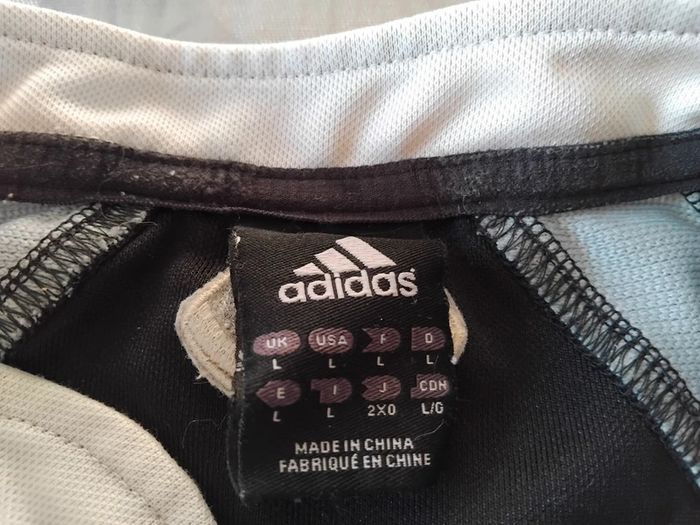 adidas
UK USA F D
L L L L
E I J CDN
L L 2XO L/G
MADE IN CHINA
FABRIQUÉ EN CHINE